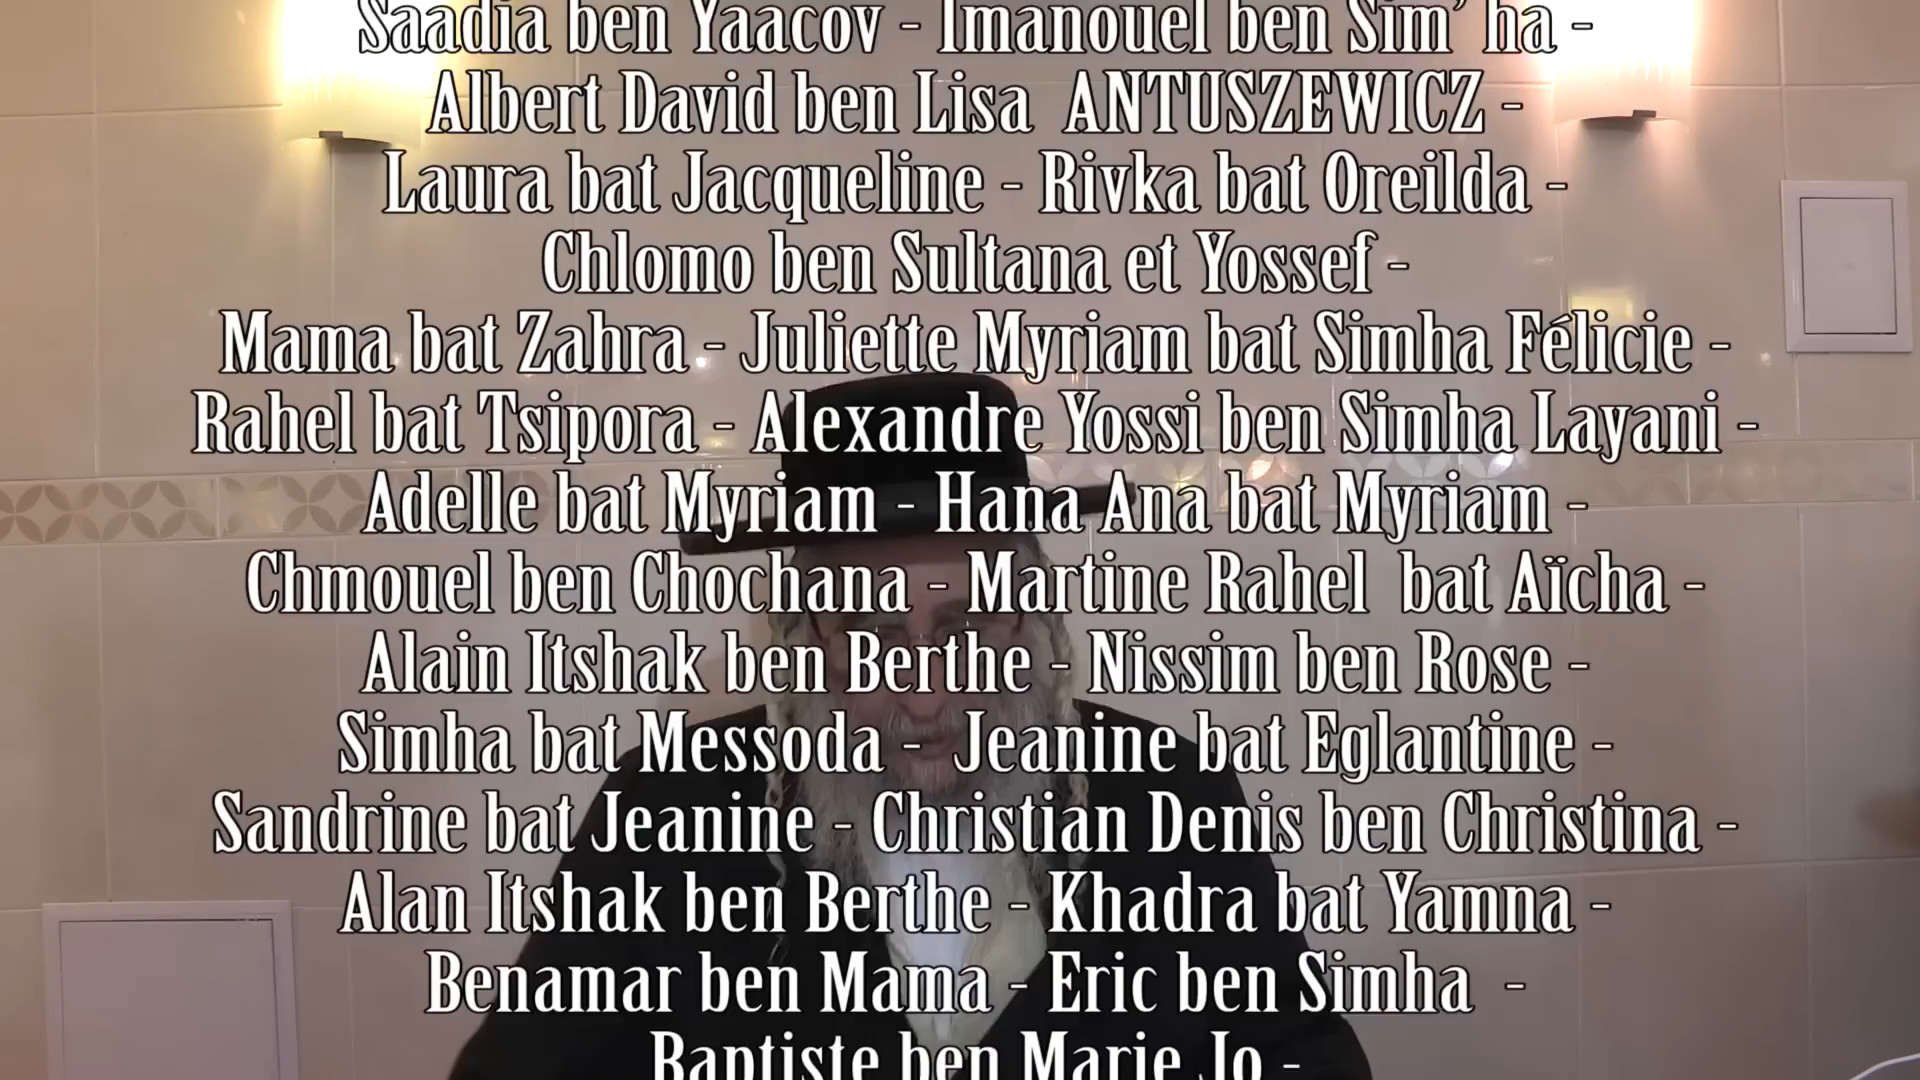 Saadia ben Yaacov - Imanouel ben Sim' ha -
Albert David ben Lisa  ANTUSZEWICZ -
Laura bat Jacqueline - Rivka bat Oreilda -
Chlomo ben Sultana et Yossef -
Mama bat Zahra - Juliette Myriam bat Simha Félicie -
Rahel bat Tsipora - Alexandre Yossi ben Simha Layani -
Adelle bat Myriam - Hana Ana bat Myriam -
Chmouel ben Chochana - Martine Rahel  bat Aïcha -
Alain Itshak ben Berthe - Nissim ben Rose -
Simha bat Messoda -  Jeanine bat Eglantine -
Sandrine bat Jeanine - Christian Denis ben Christina -
Alan Itshak ben Berthe - Khadra bat Yamna -
Benamar ben Mama - Eric ben Simha  -
Baptiste ben Marie Jo -